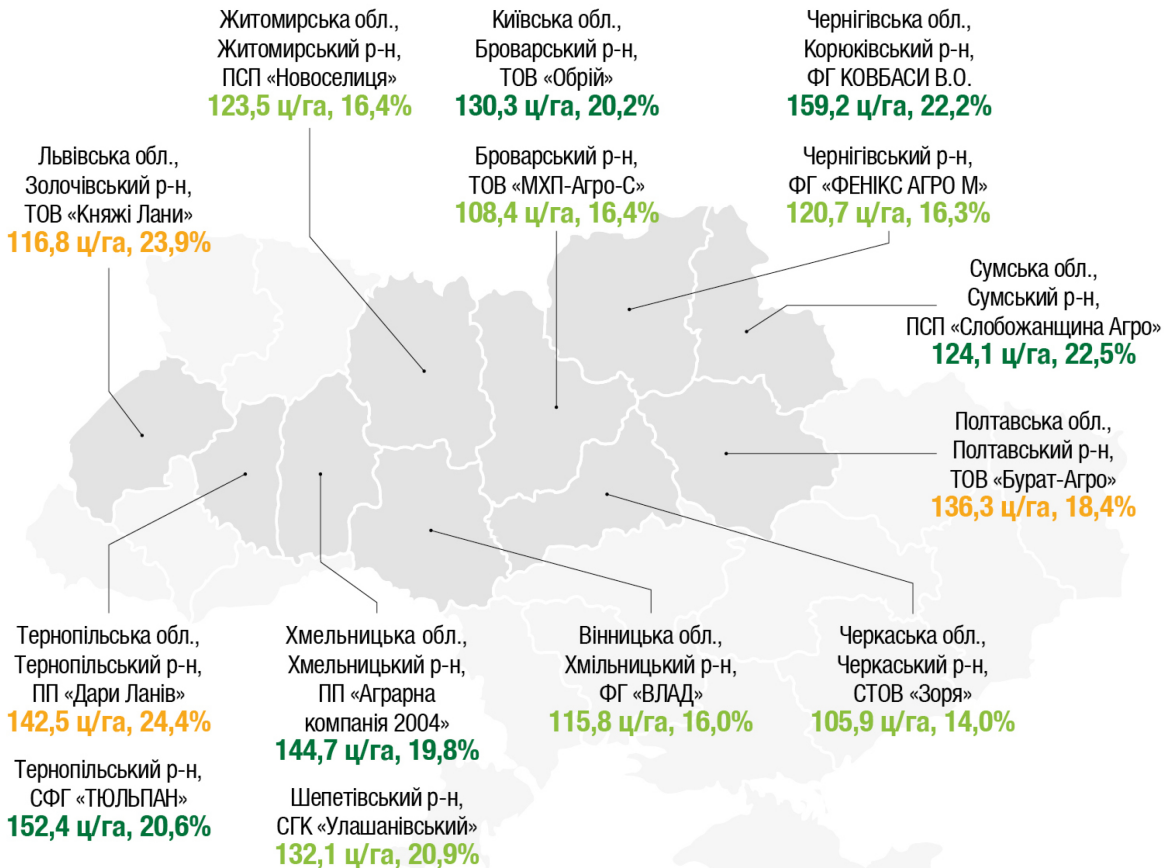 Житомирська обл.,
Житомирський р-н,
ПСП «Новоселиця»
123,5 ц/га, 16,4%
Київська обл.,
Броварський р-н,
ТОВ «Обрій»
130,3 ц/га, 20,2%
Броварський р-н,
ТОВ «МХП-Агро-С»
108,4 ц/га, 16,4%
Чернігівська обл.,
Корюківський р-н,
ФГ КОВБАСИ В.О.
159,2 ц/га, 22,2%
Чернігівський р-н,
ФГ «ФЕНІКС АГРО М»
120,7 ц/га, 16,3%
Львівська обл.,
Золочівський р-н,
ТОВ «Княжі Лани»
116,8 ц/га, 23,9%
Сумська обл.,
Сумський р-н,
ПСП «Слобожанщина Агро»
124,1 ц/га, 22,5%
Полтавська обл.,
Полтавський р-н,
ТОВ «Бурат-Агро»
136,3 ц/га, 18,4%
Тернопільська обл.,
Тернопільський р-н,
ПП «Дари Ланів»
142,5 ц/га, 24,4%
Тернопільський р-н,
СФГ «ТЮЛЬПАН»
152,4 ц/га, 20,6%
Хмельницька обл.,
Хмельницький р-н,
ПП «Аграрна
компанія 2004»
144,7 ц/га, 19,8%
Шепетівський р-н,
СГК «Улашанівський»
132,1 ц/га, 20,9%
Вінницька обл.,
Хмільницький р-н,
ФГ «ВЛАД»
115,8 ц/га, 16,0%
Черкаська обл.,
Черкаський р-н,
СТОВ «Зоря»
105,9 ц/га, 14,0%